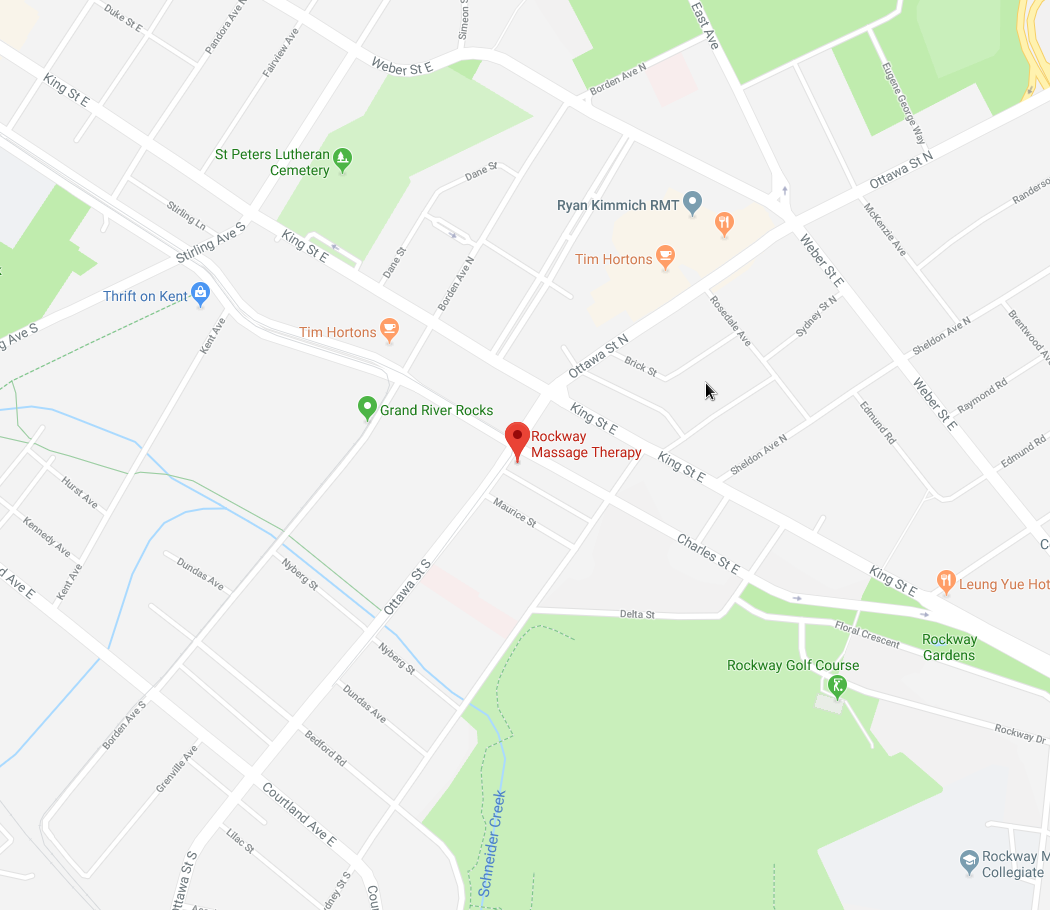 Duke St E
Pandora Ave N
Fairview Ave
Simeon S
East Ave
Weber St E
King St E
Borden Ave N
Eugene George Way
Ottawa St N
St Peters Lutheran
Cemetery
Dane St
Randerso
Stirling Ln
Ryan Kimmich RMT
McKenzie Ave
Stirling Ave S
King St E
Weber St E
Tim Hortons
Dane St
Borden Ave N
Thrift on Kent
Rosedale Ave
Sydney St N
Kent Ave
Tim Hortons
g Ave S
Ottawa St N
Sheldon Ave N
Brentwood Av
Brick St
Grand River Rocks
Raymond Rd
Weber St E
King St E
Edmund Rd
Rockway
Massage Therapy
Sheldon Ave N
Edmund Rd
King St E
Hurst Ave
Maurice St
Kennedy Ave
Charles St E
Kent Ave
Dundas Ave
Nyberg St
King St E
Leung Yue Hot
d Ave E
Ottawa St S
Delta St
Floral Crescent
Rockway
Gardens
Nyberg St
Rockway Golf Course
Dundas Ave
Borden Ave S
Rockway Dr
Bedford Rd
Grenville Ave
Courtland Ave E
Schneider Creek
Lilac St
Rockway M
Collegiate
ttawa St S
dney St S
Cour